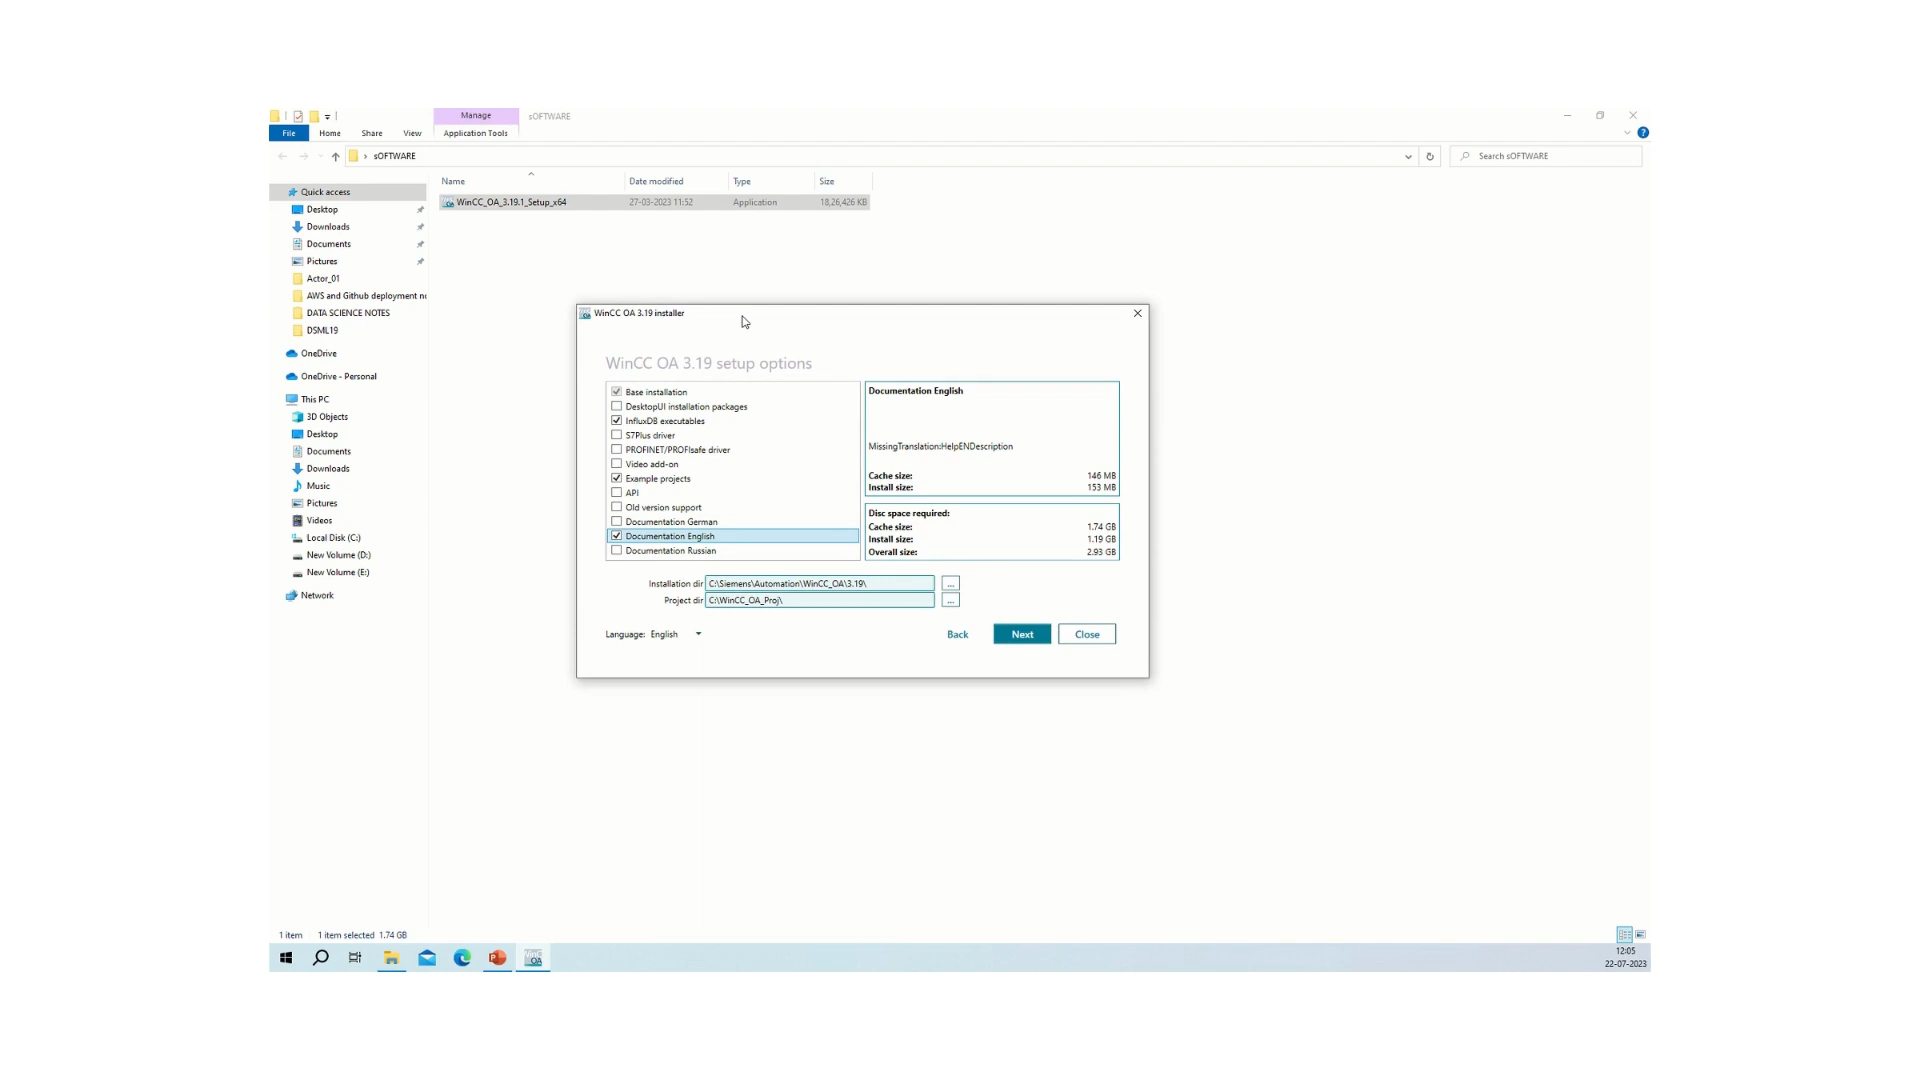 Manage
sOFTWARE
File
Home
Share
View
Application Tools
sOFTWARE
Search sOFTWARE
Name
Date modified
Type
Size
WinCC_OA_3.19.1_Setup_x64
27-03-2023 11:52
Application
18,26,426 KB
Quick access
Desktop
Downloads
Documents
Pictures
Actor_01
AWS and Github deployment
DATA SCIENCE NOTES
DSML19
OneDrive
OneDrive - Personal
This PC
3D Objects
Desktop
Documents
Downloads
Music
Pictures
Videos
Local Disk (C:)
New Volume (D:)
New Volume (E:)
Network
WinCC OA 3.19 installer
WinCC OA 3.19 setup options
Base installation
DesktopUI installation packages
InfluxDB executables
S7Plus driver
PROFINET/PROFIsafe driver
Video add-on
Example projects
API
Old version support
Documentation German
Documentation English
Documentation Russian
Documentation English
MissingTranslation:HelpENDescription
Cache size: 146 MB
Install size: 153 MB
Disc space required:
Cache size: 1.74 GB
Install size: 1.19 GB
Overall size: 2.93 GB
Installation dir C:\Siemens\Automation\WinCC_OA\3.19\ ...
Project dir C:\WinCC_OA_Proj\ ...
Language: English
Back
Next
Close
1 item
1 item selected 1.74 GB
12:05
22-07-2023